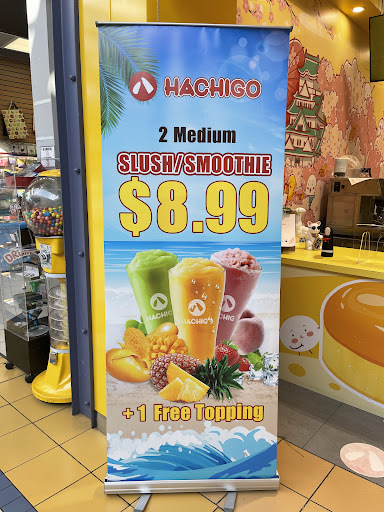 HACHIGO
2 Medium
SLUSH/SMOOTHIE
$8.99
HACHIGO
HACHIGO
+ 1 Free Topping